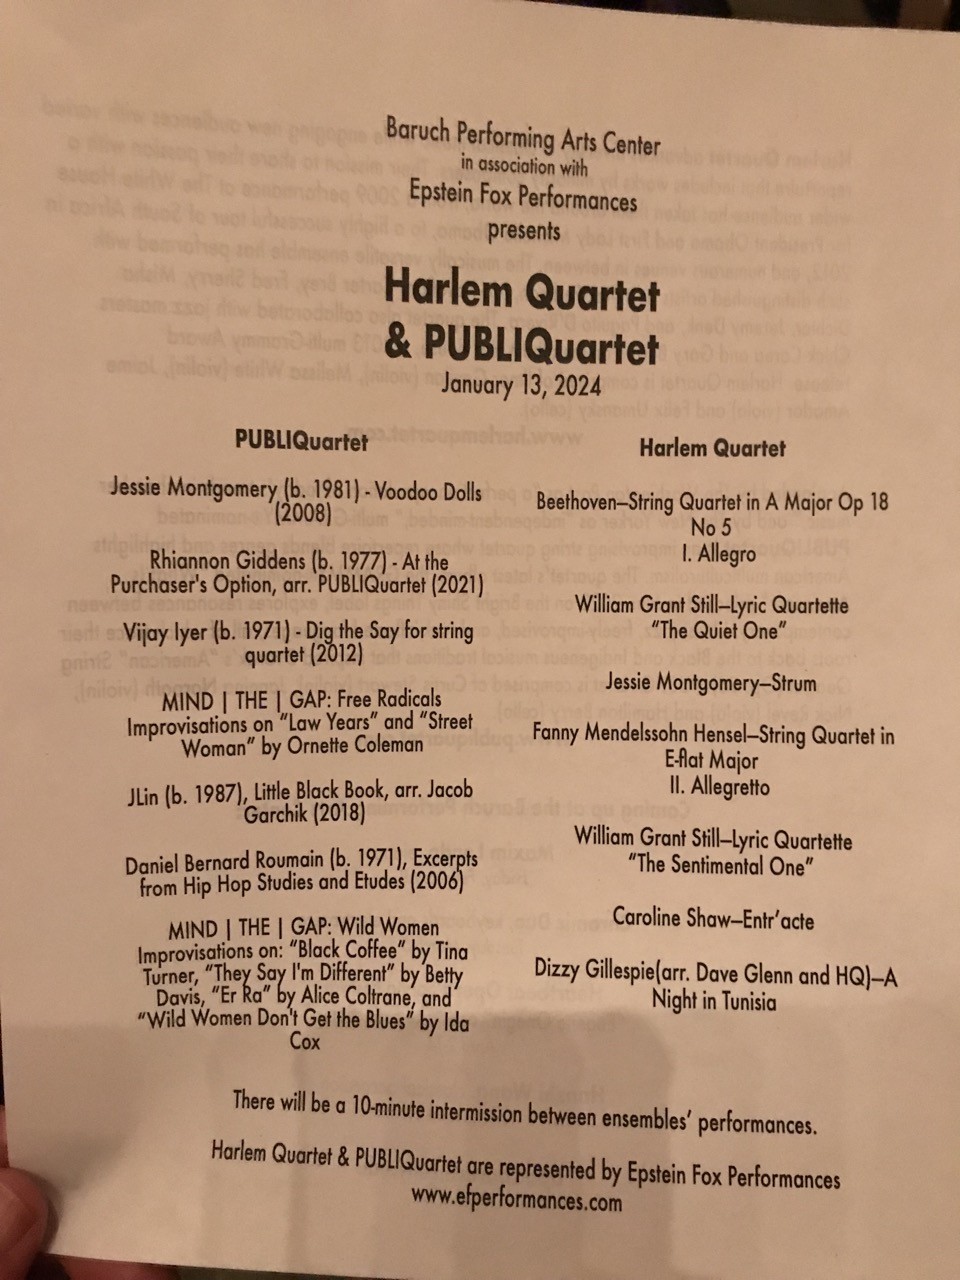 Baruch Performing Arts Center
in association with
Epstein Fox Performances
presents
Harlem Quartet
& PUBLIQuartet
January 13, 2024
PUBLIQuartet
Jessie Montgomery (b. 1981) - Voodoo Dolls
(2008)
Rhiannon Giddens (b. 1977) - At the
Purchaser's Option, arr. PUBLIQuartet (2021)
Vijay Iyer (b. 1971) - Dig the Say for string
quartet (2012)
MIND | THE | GAP: Free Radicals
Improvisations on “Law Years” and “Street
Woman” by Ornette Coleman
JLin (b. 1987), Little Black Book, arr. Jacob
Garchik (2018)
Daniel Bernard Roumain (b. 1971), Excerpts
from Hip Hop Studies and Etudes (2006)
MIND | THE | GAP: Wild Women
Improvisations on: “Black Coffee” by Tina
Turner, “They Say I'm Different” by Betty
Davis, “Er Ra” by Alice Coltrane, and
“Wild Women Don't Get the Blues” by Ida
Cox
Harlem Quartet
Beethoven–String Quartet in A Major Op 18
No 5
I. Allegro
William Grant Still–Lyric Quartette
“The Quiet One”
Jessie Montgomery–Strum
Fanny Mendelssohn Hensel–String Quartet in
E-flat Major
II. Allegretto
William Grant Still–Lyric Quartette
“The Sentimental One”
Caroline Shaw–Entr’acte
Dizzy Gillespie(arr. Dave Glenn and HQ)–A
Night in Tunisia
There will be a 10-minute intermission between ensembles’ performances.
Harlem Quartet & PUBLIQuartet are represented by Epstein Fox Performances
www.efperformances.com